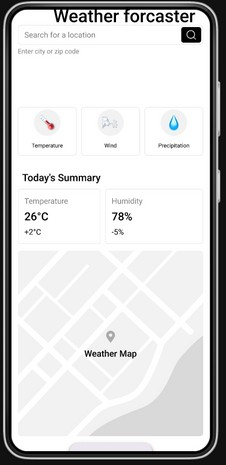 Weather forcaster
Search for a location
Enter city or zip code
Temperature Wind Precipitation
Today's Summary
Temperature Humidity
26°C 78%
+2°C -5%
Weather Map